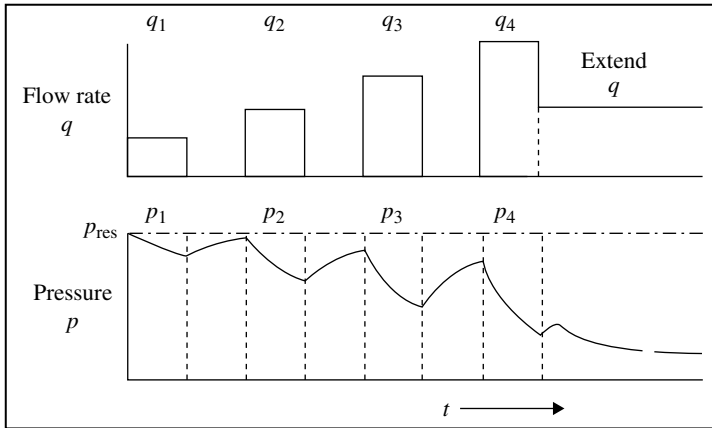 q1 q2 q3 q4
Extend
q
Flow rate
q
p1 p2 p3 p4
pres
Pressure
p
t